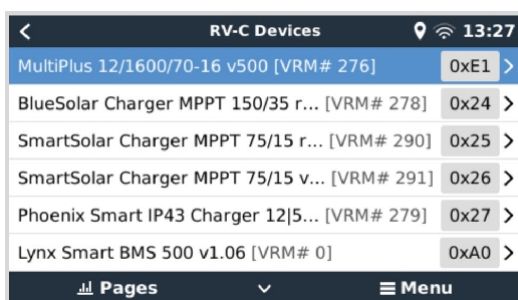 RV-C Devices 13:27
MultiPlus 12/1600/70-16 v500 [VRM# 276] 0xE1
BlueSolar Charger MPPT 150/35 r... [VRM# 278] 0x24
SmartSolar Charger MPPT 75/15 r... [VRM# 290] 0x25
SmartSolar Charger MPPT 75/15 v... [VRM# 291] 0x26
Phoenix Smart IP43 Charger 12|5... [VRM# 279] 0x27
Lynx Smart BMS 500 v1.06 [VRM# 0] 0xA0
Pages Menu